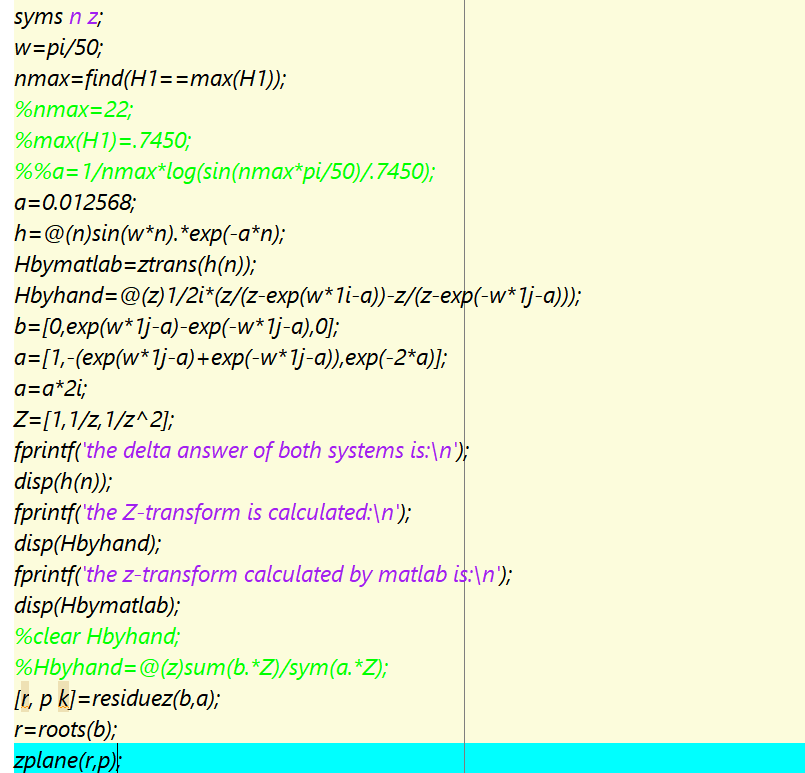 syms n z;
w=pi/50;
nmax=find(H1==max(H1));
%nmax=22;
%max(H1)=.7450;
%%a=1/nmax*log(sin(nmax*pi/50)/.7450);
a=0.012568;
h=@(n)sin(w*n).*exp(-a*n);
Hbymatlab=ztrans(h(n));
Hbyhand=@(z)1/2i*(z/(z-exp(w*1i-a))-z/(z-exp(-w*1j-a)));
b=[0,exp(w*1j-a)-exp(-w*1j-a),0];
a=[1,-(exp(w*1j-a)+exp(-w*1j-a)),exp(-2*a)];
a=a*2i;
Z=[1,1/z,1/z^2];
fprintf('the delta answer of both systems is:\n');
disp(h(n));
fprintf('the Z-transform is calculated:\n');
disp(Hbyhand);
fprintf('the z-transform calculated by matlab is:\n');
disp(Hbymatlab);
%clear Hbyhand;
%Hbyhand=@(z)sum(b.*Z)/sym(a.*Z);
[r, p k]=residuez(b,a);
r=roots(b);
zplane(r,p);